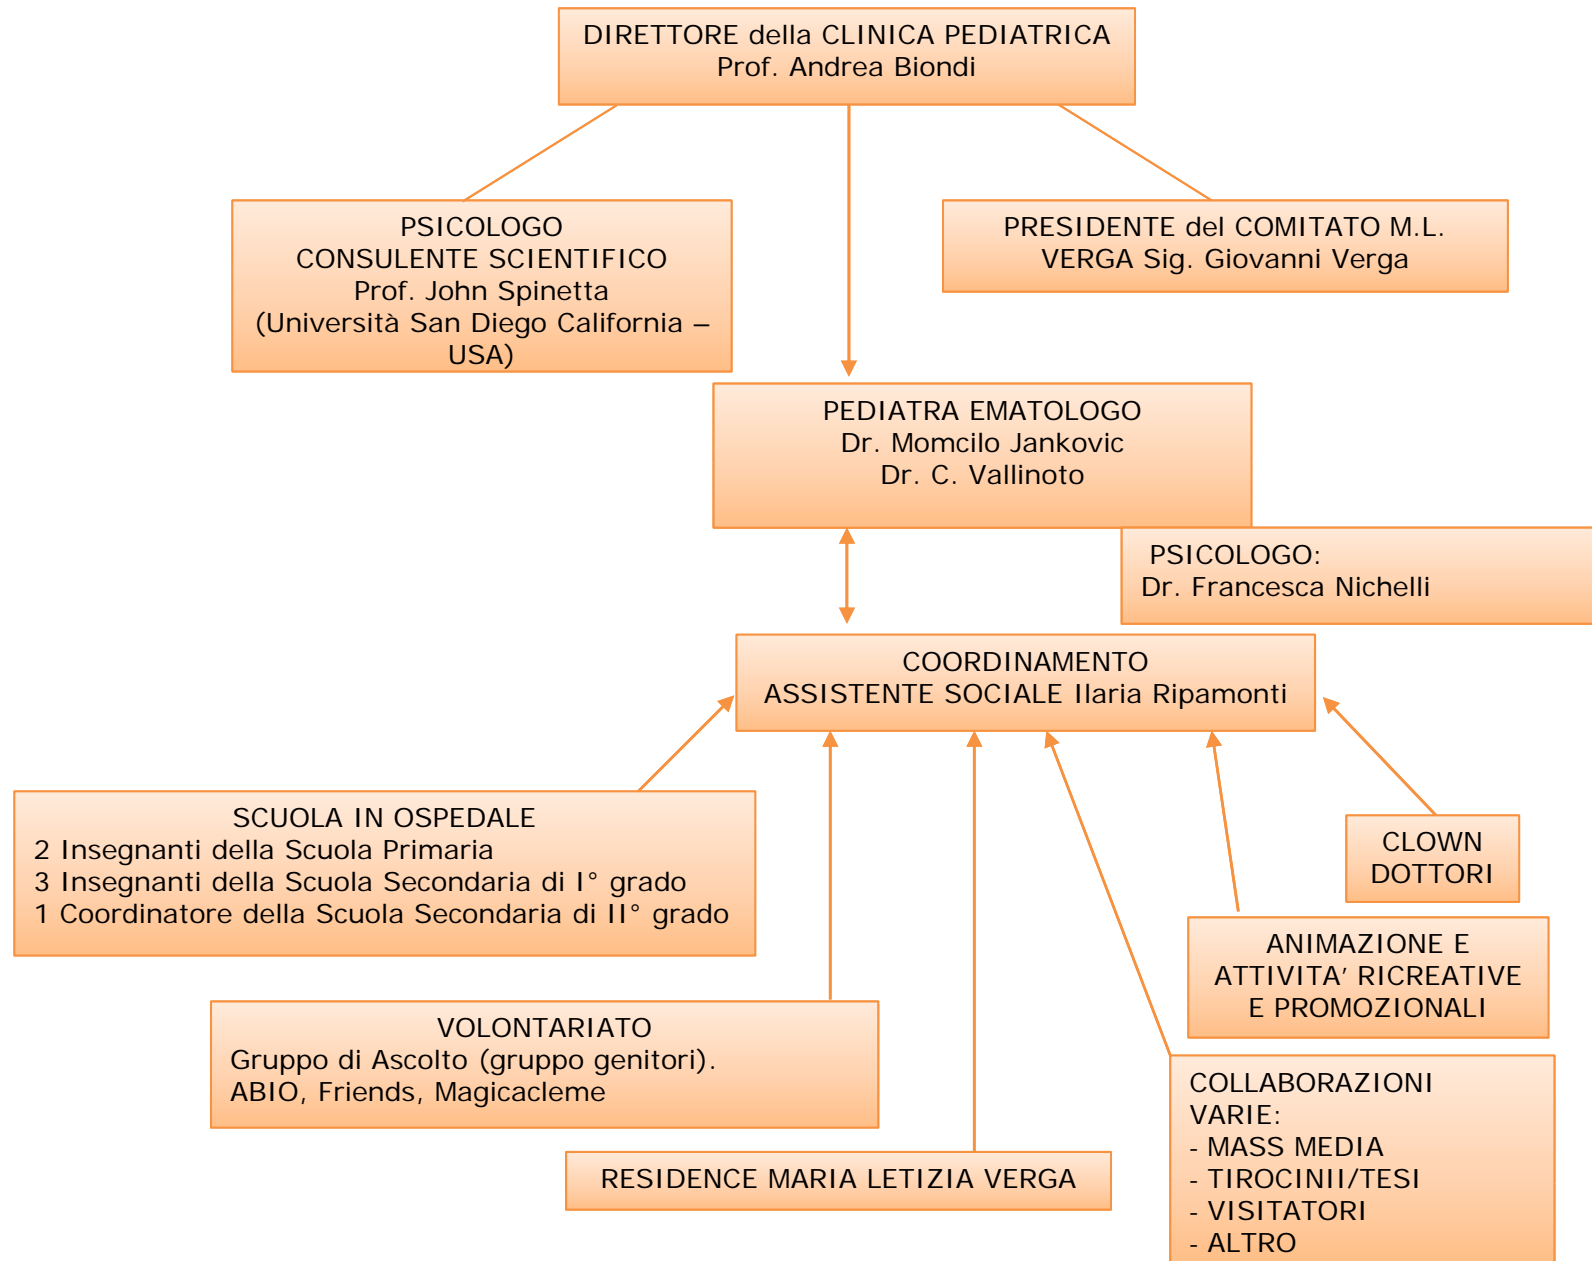 DIRETTORE della CLINICA PEDIATRICA
Prof. Andrea Biondi
PSICOLOGO
CONSULENTE SCIENTIFICO
Prof. John Spinetta
(Università San Diego California –
USA)
PRESIDENTE del COMITATO M.L.
VERGA Sig. Giovanni Verga
PEDIATRA EMATOLOGO
Dr. Momcilo Jankovic
Dr. C. Vallinoto
PSICOLOGO:
Dr. Francesca Nichelli
COORDINAMENTO
ASSISTENTE SOCIALE Ilaria Ripamonti
SCUOLA IN OSPEDALE
2 Insegnanti della Scuola Primaria
3 Insegnanti della Scuola Secondaria di I° grado
1 Coordinatore della Scuola Secondaria di II° grado
CLOWN
DOTTORI
ANIMAZIONE E
ATTIVITA’ RICREATIVE
E PROMOZIONALI
VOLONTARIATO
Gruppo di Ascolto (gruppo genitori).
ABIO, Friends, Magicacleme
COLLABORAZIONI
VARIE:
- MASS MEDIA
- TIROCINII/TESI
- VISITATORI
- ALTRO
RESIDENCE MARIA LETIZIA VERGA